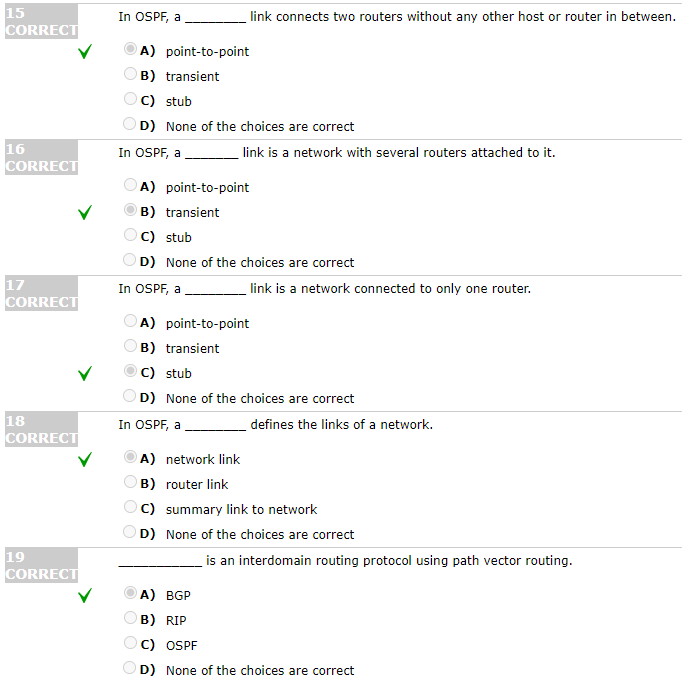 15
CORRECT
In OSPF, a ________ link connects two routers without any other host or router in between.
A) point-to-point
B) transient
C) stub
D) None of the choices are correct
16
CORRECT
In OSPF, a _______ link is a network with several routers attached to it.
A) point-to-point
B) transient
C) stub
D) None of the choices are correct
17
CORRECT
In OSPF, a ________ link is a network connected to only one router.
A) point-to-point
B) transient
C) stub
D) None of the choices are correct
18
CORRECT
In OSPF, a ________ defines the links of a network.
A) network link
B) router link
C) summary link to network
D) None of the choices are correct
19
CORRECT
___________ is an interdomain routing protocol using path vector routing.
A) BGP
B) RIP
C) OSPF
D) None of the choices are correct